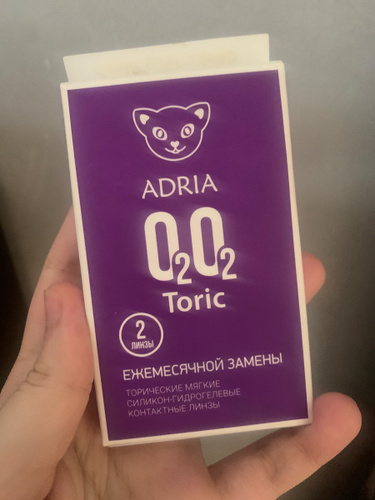 ADRIA
O2O2
Toric
2
ЛИНЗЫ
ЕЖЕМЕСЯЧНОЙ ЗАМЕНЫ
ТОРИЧЕСКИЕ МЯГКИЕ
СИЛИКОН-ГИДРОГЕЛЕВЫЕ
КОНТАКТНЫЕ ЛИНЗЫ